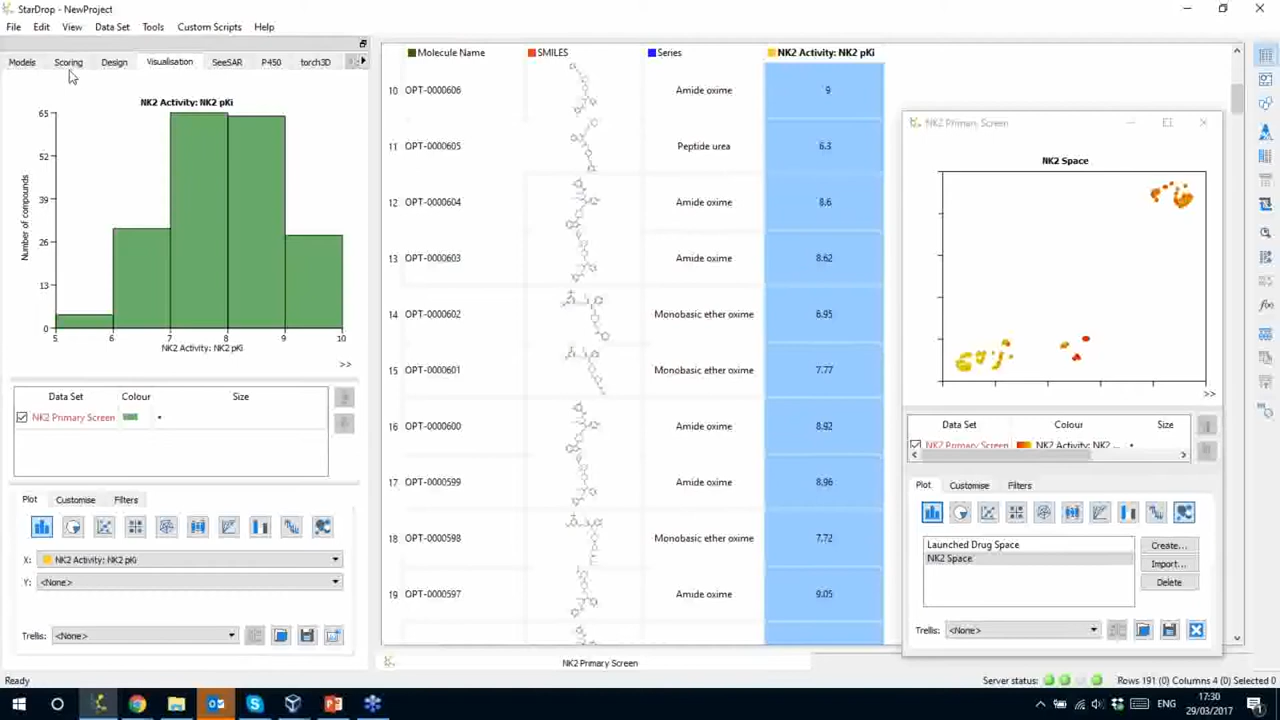 StarDrop - NewProject
File Edit View Data Set Tools Custom Scripts Help
Models Scoring Design Visualisation SeeSAR P450 torch3D
NK2 Activity: NK2 pKi
65
52
39
26
13
0
Number of compounds
5 6 7 8 9 10
NK2 Activity: NK2 pKi
>>
Data Set Colour Size
NK2 Primary Screen
Plot Customise Filters
X: NK2 Activity: NK2 pKi
Y: <None>
Trellis: <None>
Molecule Name SMILES Series NK2 Activity: NK2 pKi
10 OPT-0000606 Amide oxime 9
11 OPT-0000605 Peptide urea 6.3
12 OPT-0000604 Amide oxime 8.6
13 OPT-0000603 Amide oxime 8.62
14 OPT-0000602 Monobasic ether oxime 6.95
15 OPT-0000601 Monobasic ether oxime 7.77
16 OPT-0000600 Amide oxime 8.92
17 OPT-0000599 Amide oxime 8.96
18 OPT-0000598 Monobasic ether oxime 7.72
19 OPT-0000597 Amide oxime 9.05
NK2 Primary Screen
NK2 Primary Screen
NK2 Space
>>
Data Set Colour Size
NK2 Primary Screen NK2 Activity: NK2 ...
Plot Customise Filters
Launched Drug Space
NK2 Space
Create...
Import...
Delete
Trellis: <None>
f(x)
Ready
Server status: Rows 191 (0) Columns 4 (0) Selected 0
17:30
29/03/2017